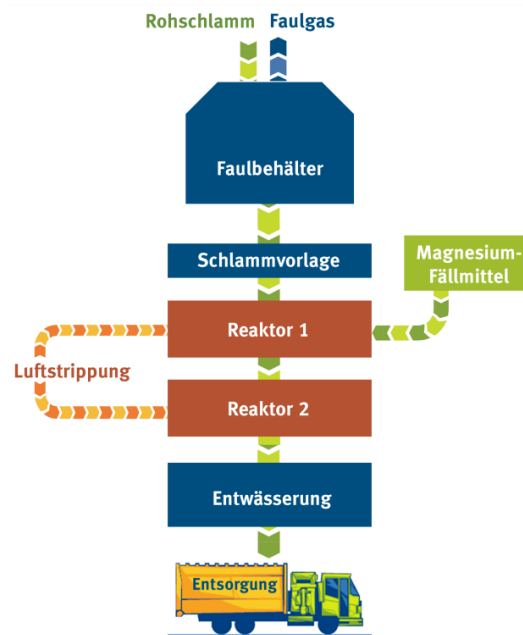 Rohschlamm Faulgas
Faulbehälter
Schlammvorlage
Magnesium-
Fällmittel
Reaktor 1
Luftstrippung
Reaktor 2
Entwässerung
Entsorgung